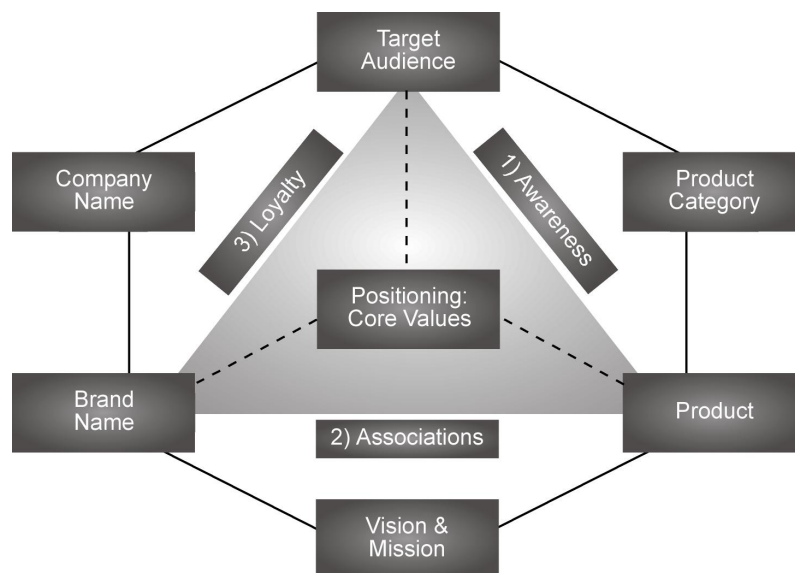 Target
Audience
Company
Name
3) Loyalty
1) Awareness
Product
Category
Positioning:
Core Values
Brand
Name
Product
2) Associations
Vision &
Mission